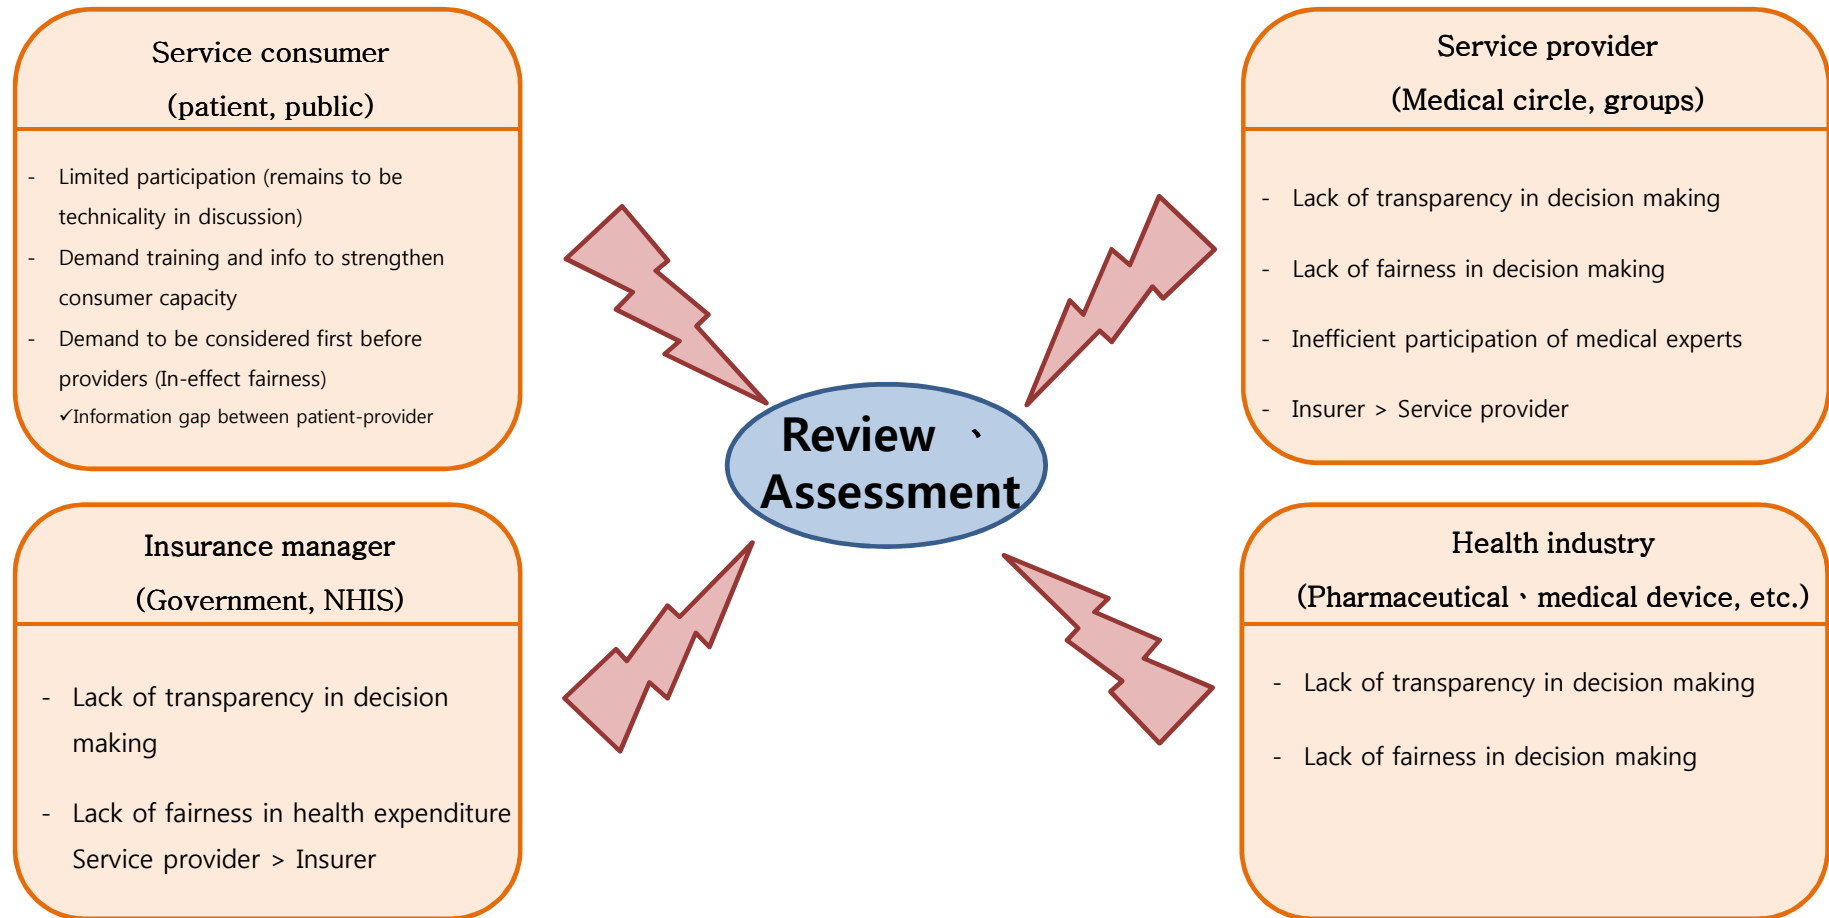 Service consumer
(patient, public)
- Limited participation (remains to be
technicality in discussion)
- Demand training and info to strengthen
consumer capacity
- Demand to be considered first before
providers (In-effect fairness)
✓Information gap between patient-provider
Service provider
(Medical circle, groups)
- Lack of transparency in decision making
- Lack of fairness in decision making
- Inefficient participation of medical experts
- Insurer > Service provider
Review 、
Assessment
Insurance manager
(Government, NHIS)
- Lack of transparency in decision
making
- Lack of fairness in health expenditure
Service provider > Insurer
Health industry
(Pharmaceutical、medical device, etc.)
- Lack of transparency in decision making
- Lack of fairness in decision making